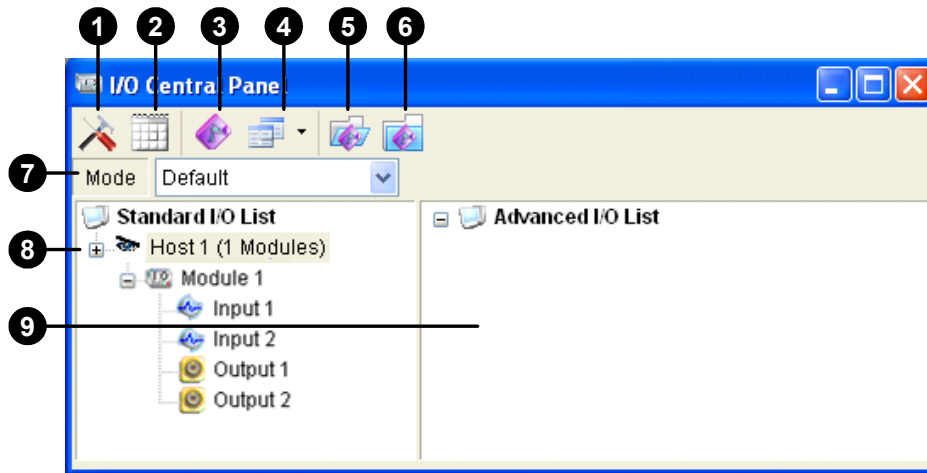 1 2 3 4 5 6
I/O Central Panel
7 Mode Default
Standard I/O List
Advanced I/O List
8 Host 1 (1 Modules)
Module 1
Input 1
9 Input 2
Output 1
Output 2